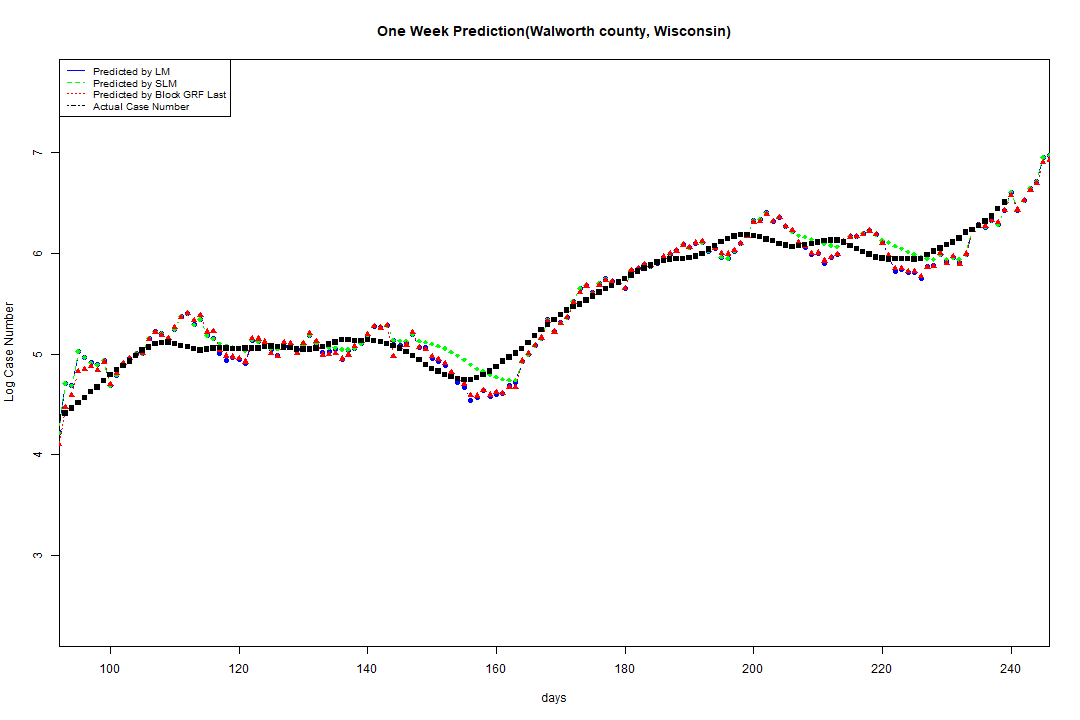 One Week Prediction(Walworth county, Wisconsin)
Predicted by LM
Predicted by SLM
Predicted by Block GRF Last
Actual Case Number
Log Case Number
7
6
5
4
3
100 120 140 160 180 200 220 240
days